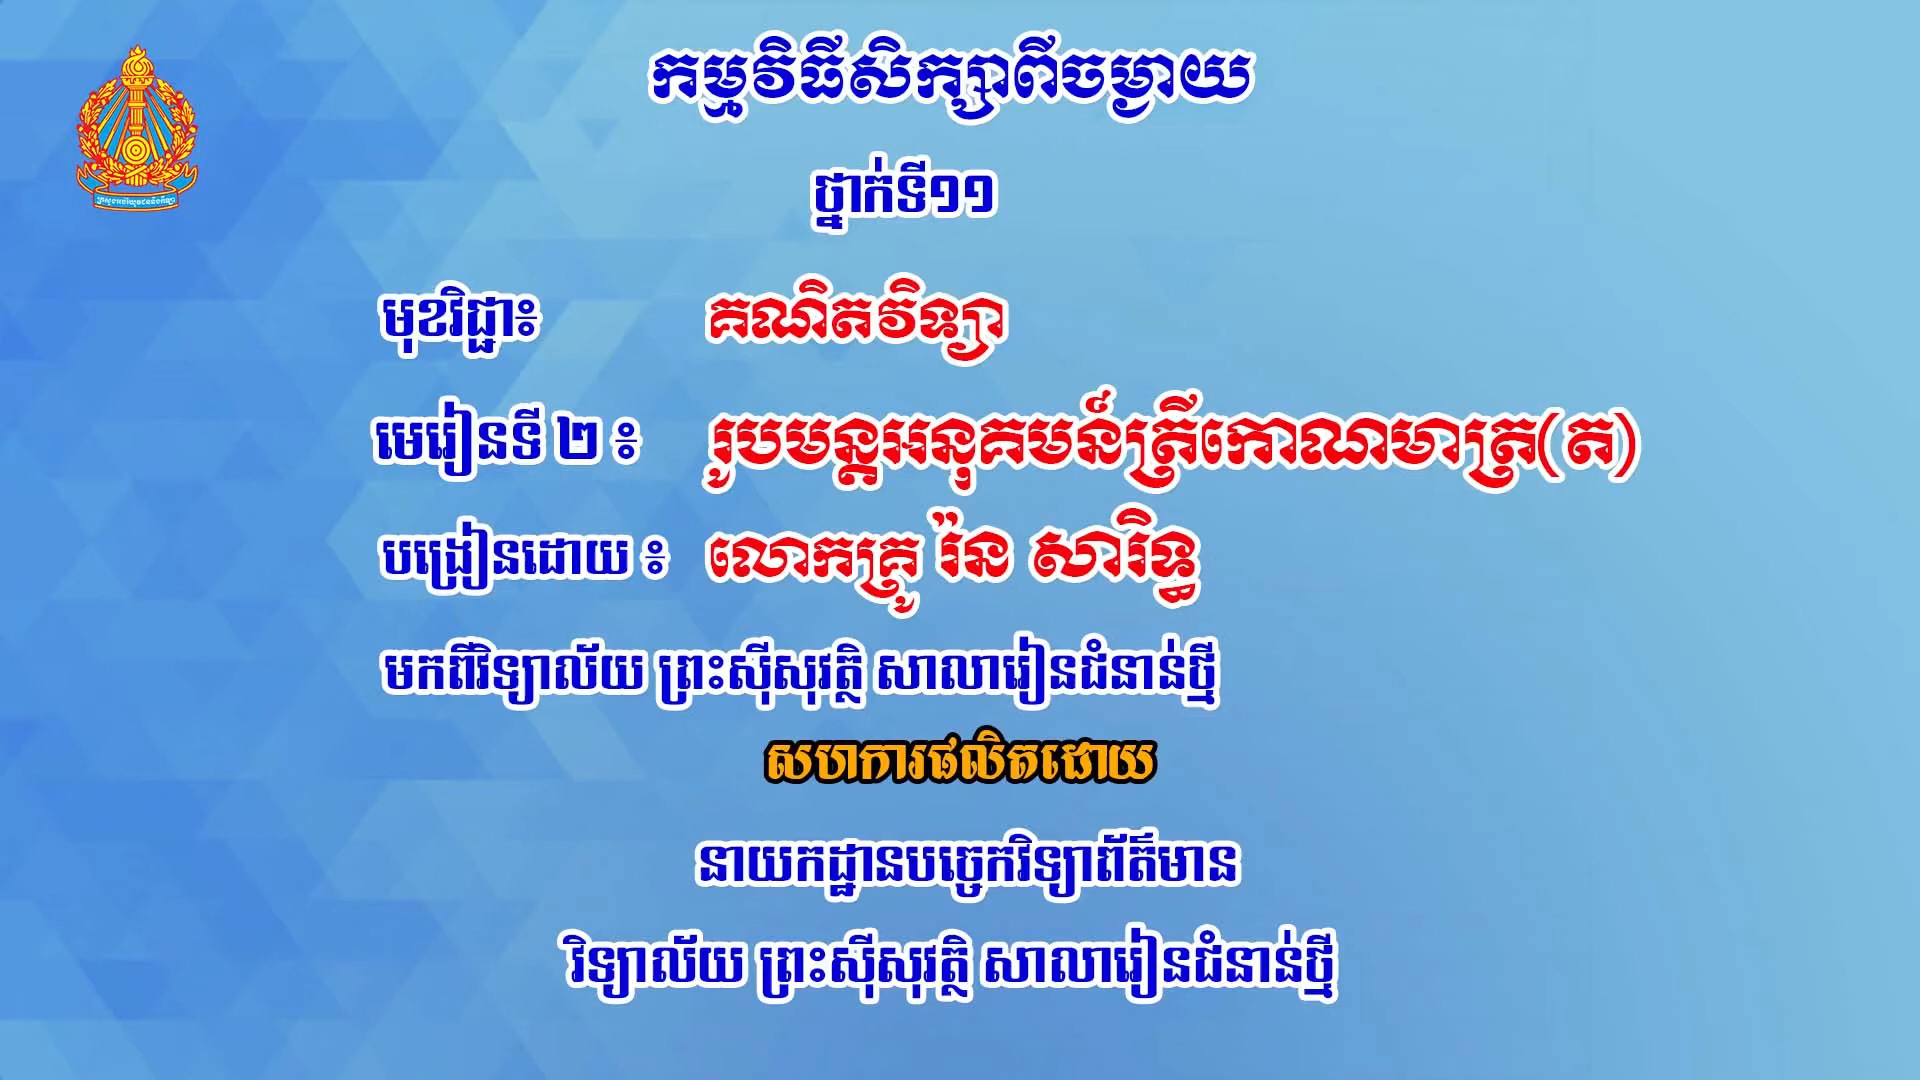 កម្មវិធីសិក្សាពីចម្ងាយ
ថ្នាក់ទី១១
មុខវិជ្ជា៖ គណិតវិទ្យា
មេរៀនទី ២ ៖ រូបមន្តអនុគមន៍ត្រីកោណមាត្រ(ត)
បង្រៀនដោយ ៖ លោកគ្រូ រ៉ន សារិទ្ធ
មកពីវិទ្យាល័យ ព្រះស៊ីសុវត្ថិ សាលារៀនជំនាន់ថ្មី
សហការផលិតដោយ
នាយកដ្ឋានបច្ចេកវិទ្យាព័ត៌មាន
វិទ្យាល័យ ព្រះស៊ីសុវត្ថិ សាលារៀនជំនាន់ថ្មី